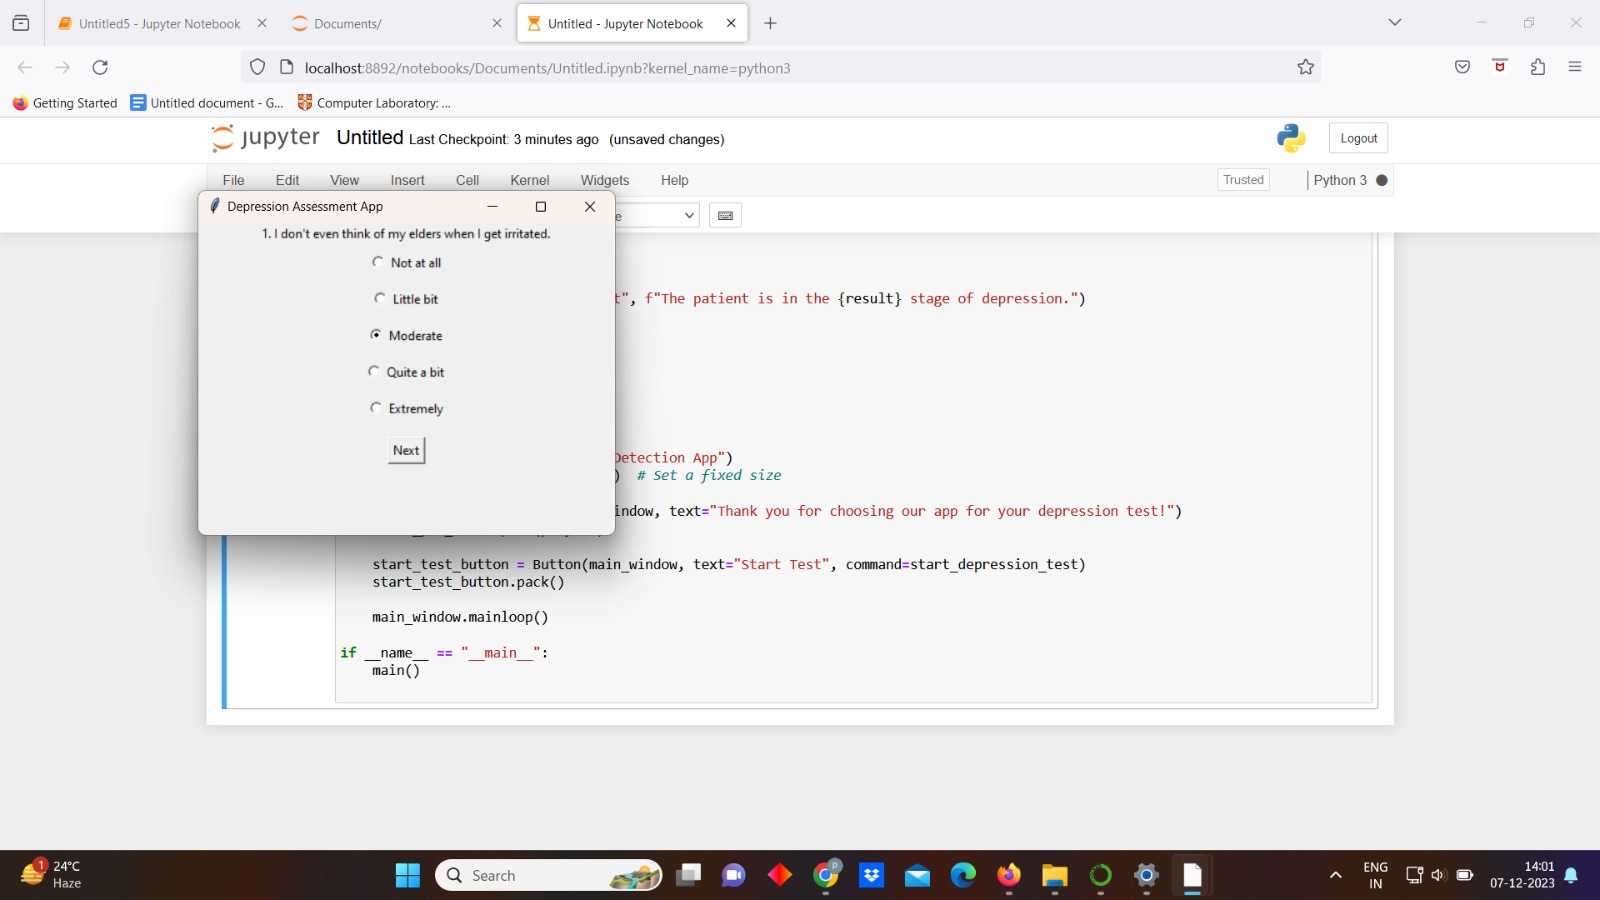 Untitled5 - Jupyter Notebook
Documents/
Untitled - Jupyter Notebook
localhost:8892/notebooks/Documents/Untitled.ipynb?kernel_name=python3
Getting Started
Untitled document - G...
Computer Laboratory: ...
jupyter Untitled Last Checkpoint: 3 minutes ago (unsaved changes)
Logout
File Edit View Insert Cell Kernel Widgets Help
Trusted
Python 3
Depression Assessment App
1. I don't even think of my elders when I get irritated.
Not at all
Little bit
Moderate
Quite a bit
Extremely
Next
e
t", f"The patient is in the {result} stage of depression.")
Detection App")
) # Set a fixed size
indow, text="Thank you for choosing our app for your depression test!")
start_test_button = Button(main_window, text="Start Test", command=start_depression_test)
start_test_button.pack()
main_window.mainloop()
if __name__ == "__main__":
main()
1
24°C
Haze
Search
P
ENG
IN
14:01
07-12-2023